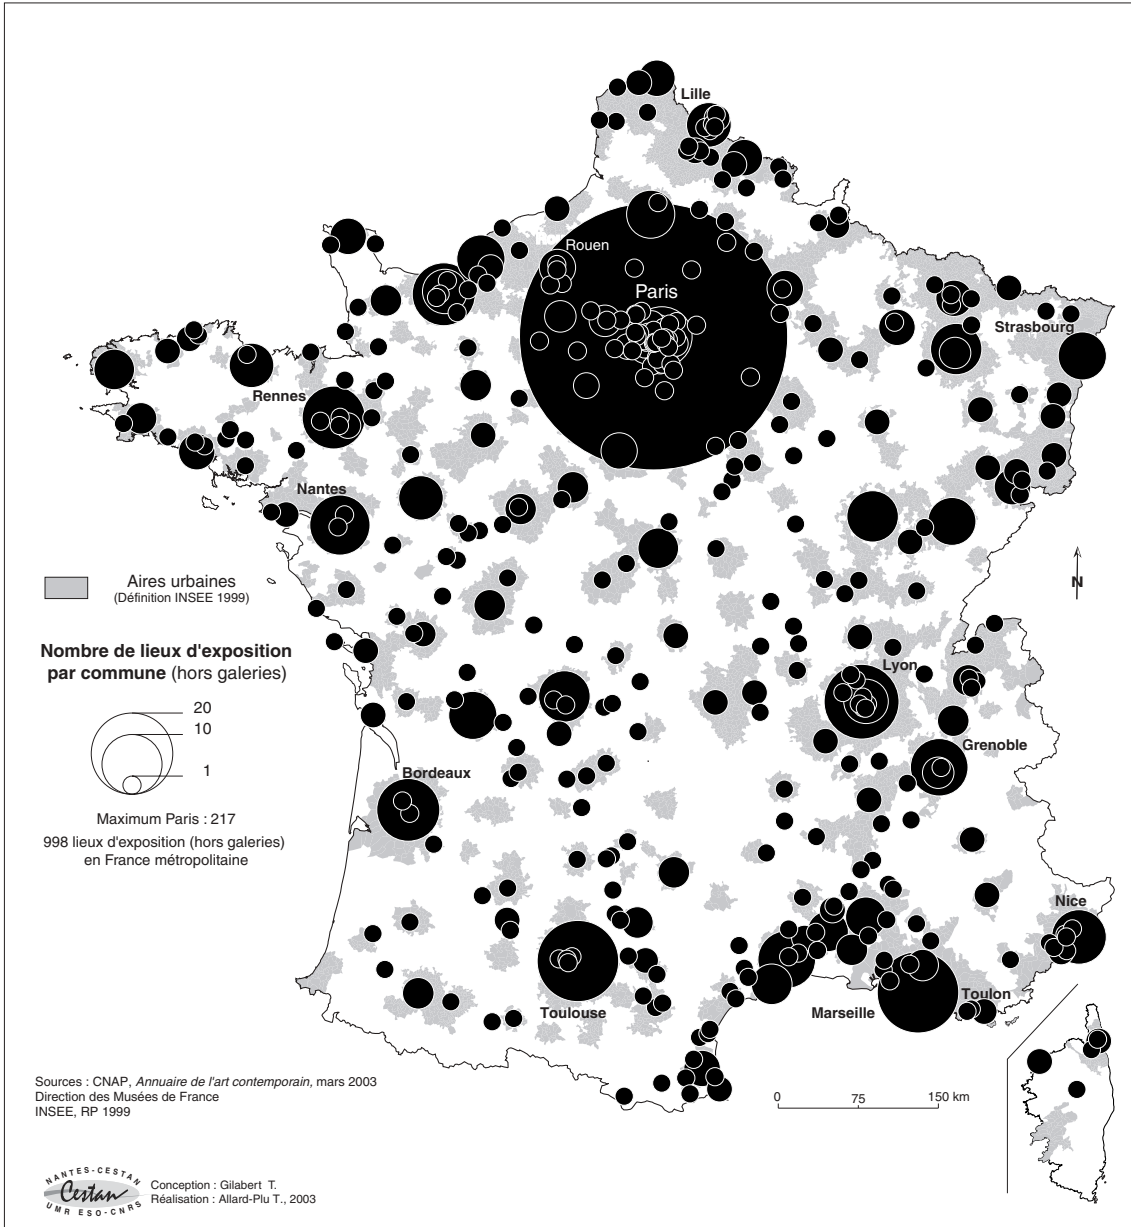 Lille
Rouen
Paris
Strasbourg
Rennes
Nantes
N
Aires urbaines
(Définition INSEE 1999)
Nombre de lieux d'exposition
par commune (hors galeries)
20
10
1
Maximum Paris : 217
998 lieux d'exposition (hors galeries)
en France métropolitaine
Lyon
Grenoble
Bordeaux
Nice
Toulouse
Marseille
Toulon
Sources : CNAP, Annuaire de l'art contemporain, mars 2003
Direction des Musées de France
INSEE, RP 1999
0 75 150 km
NANTES-CESTAN
Cestan
UMR ESO-CNRS
Conception : Gilabert T.
Réalisation : Allard-Plu T., 2003